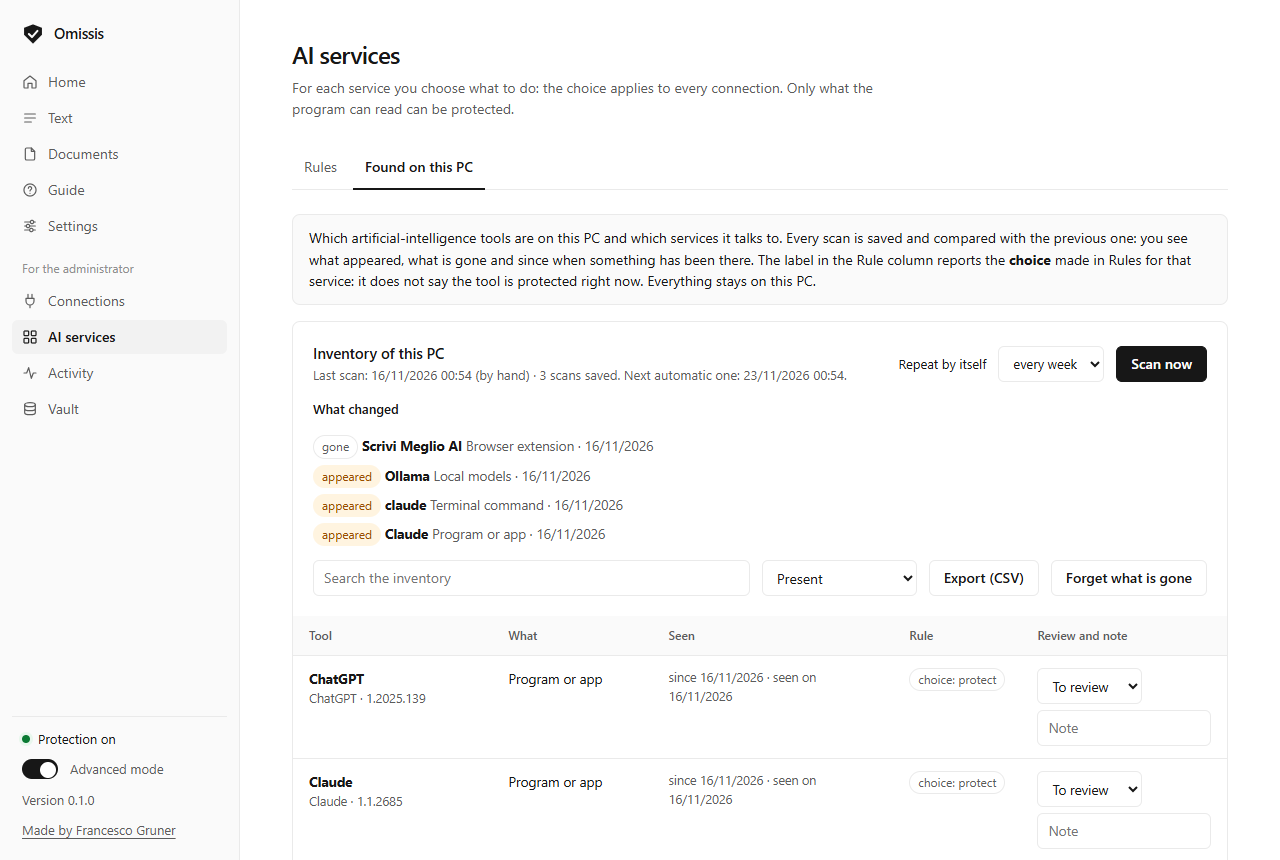 Omissis
Home
Text
Documents
Guide
Settings
For the administrator
Connections
AI services
Activity
Vault
Protection on
Advanced mode
Version 0.1.0
Made by Francesco Gruner
AI services
For each service you choose what to do: the choice applies to every connection. Only what the
program can read can be protected.
Rules
Found on this PC
Which artificial-intelligence tools are on this PC and which services it talks to. Every scan is saved and compared with the previous one: you see
what appeared, what is gone and since when something has been there. The label in the Rule column reports the choice made in Rules for that
service: it does not say the tool is protected right now. Everything stays on this PC.
Inventory of this PC
Last scan: 16/11/2026 00:54 (by hand) · 3 scans saved. Next automatic one: 23/11/2026 00:54.
Repeat by itself
every week
Scan now
What changed
gone Scrivi Meglio AI Browser extension · 16/11/2026
appeared Ollama Local models · 16/11/2026
appeared claude Terminal command · 16/11/2026
appeared Claude Program or app · 16/11/2026
Search the inventory
Present
Export (CSV)
Forget what is gone
Tool What Seen Rule Review and note
ChatGPT
ChatGPT · 1.2025.139
Program or app
since 16/11/2026 · seen on
16/11/2026
choice: protect
To review
Note
Claude
Claude · 1.1.2685
Program or app
since 16/11/2026 · seen on
16/11/2026
choice: protect
To review
Note